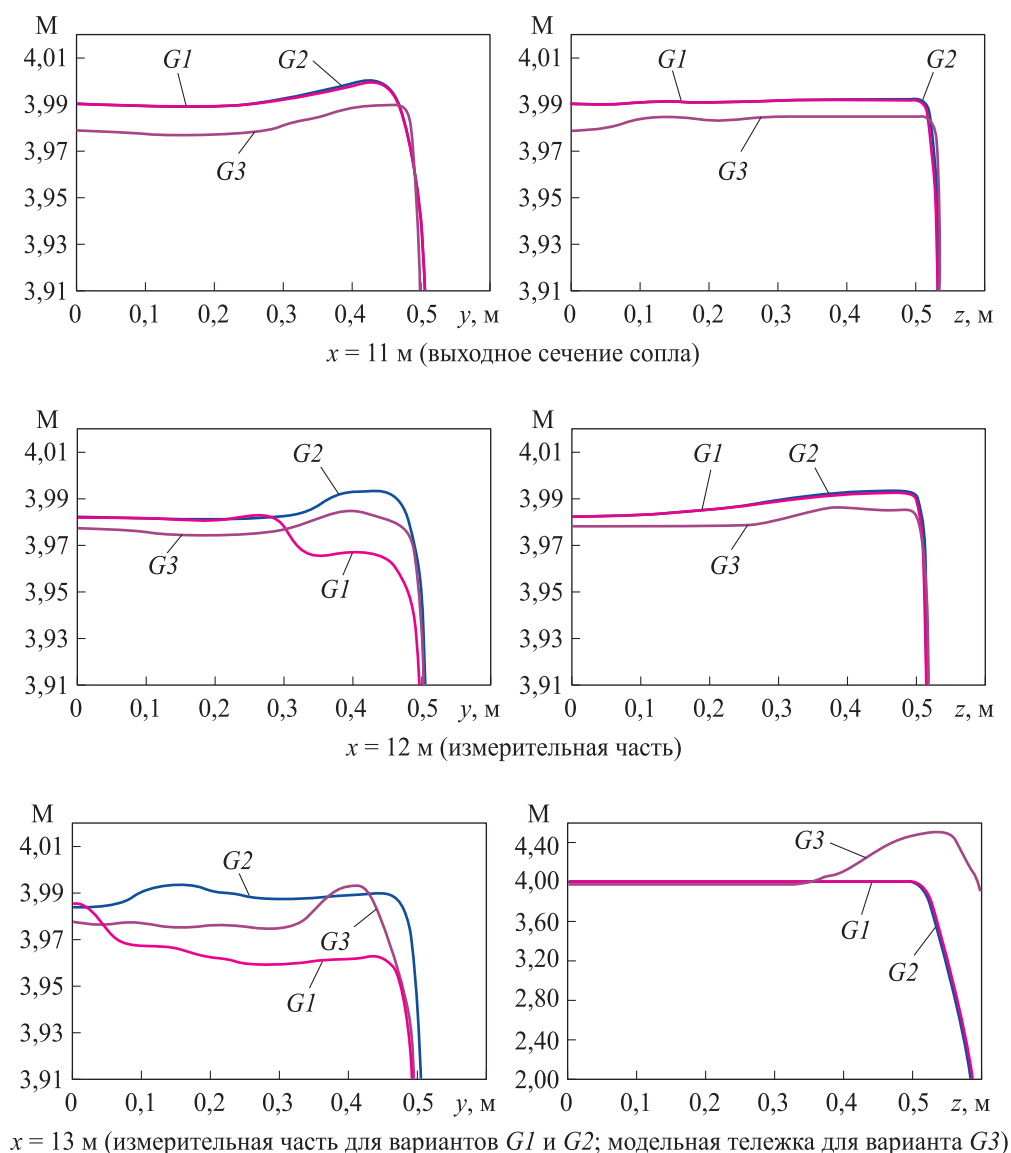 M
4,01
3,99
3,97
3,95
3,93
3,91
0 0,1 0,2 0,3 0,4 0,5 y, м
G1
G2
G3
M
4,01
3,99
3,97
3,95
3,93
3,91
0 0,1 0,2 0,3 0,4 0,5 z, м
G1
G2
G3
x = 11 м (выходное сечение сопла)
M
4,01
3,99
3,97
3,95
3,93
3,91
0 0,1 0,2 0,3 0,4 0,5 y, м
G2
G3
G1
M
4,01
3,99
3,97
3,95
3,93
3,91
0 0,1 0,2 0,3 0,4 0,5 z, м
G1
G2
G3
x = 12 м (измерительная часть)
M
4,01
3,99
3,97
3,95
3,93
3,91
0 0,1 0,2 0,3 0,4 0,5 y, м
G2
G3
G1
M
4,40
4,00
3,60
3,20
2,80
2,40
2,00
0 0,1 0,2 0,3 0,4 0,5 z, м
G3
G1
G2
x = 13 м (измерительная часть для вариантов G1 и G2; модельная тележка для варианта G3)